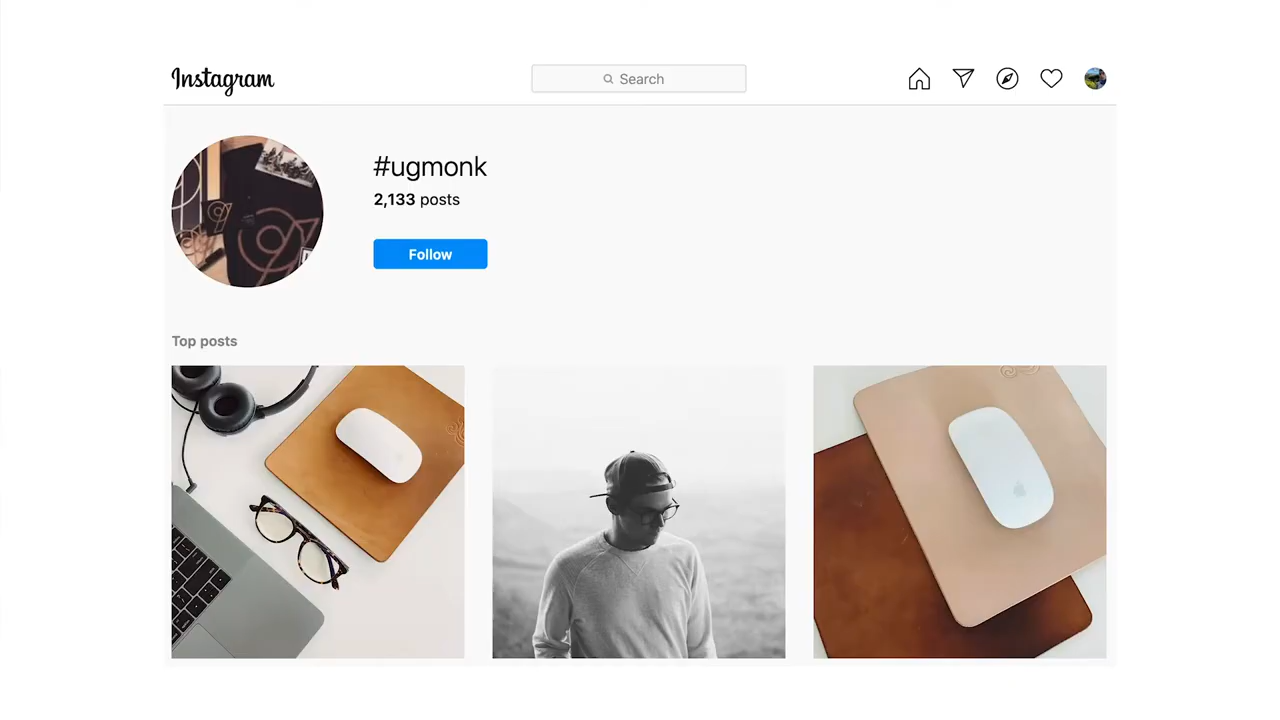 Instagram
Search
#ugmonk
2,133 posts
Follow
Top posts